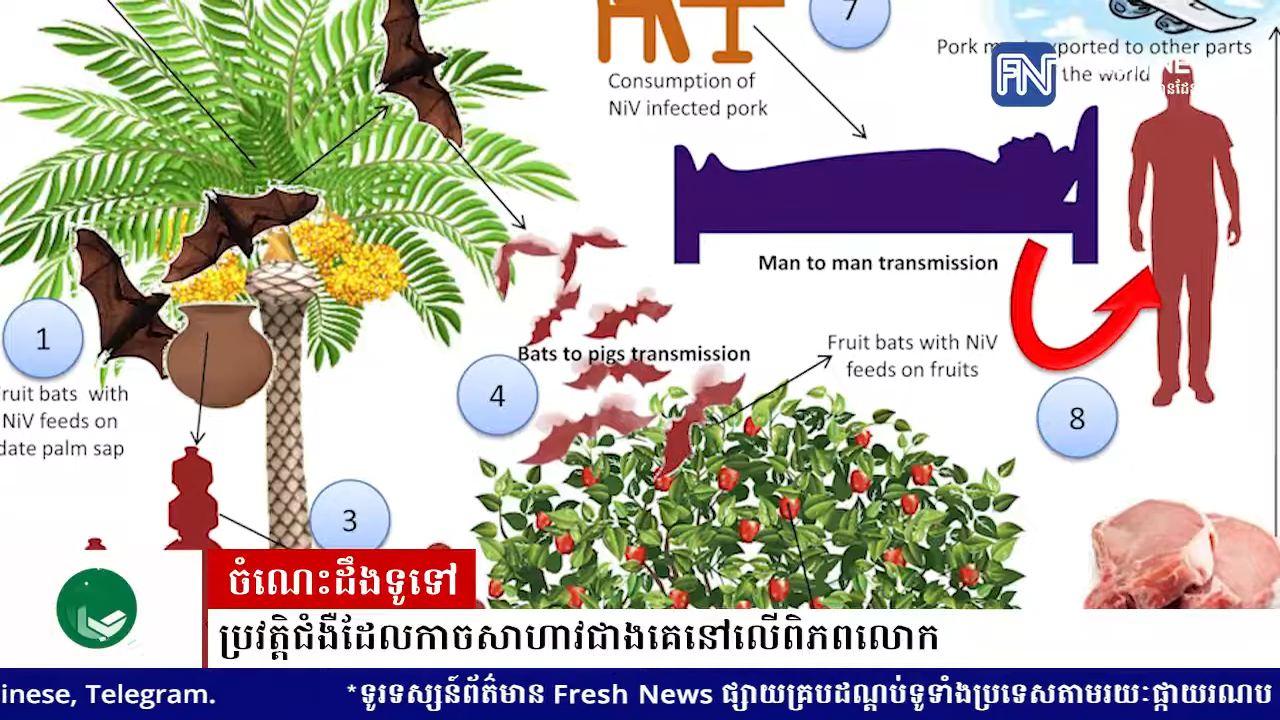 7
Consumption of
NiV infected pork
Pork exported to other parts
the world
FN
Man to man transmission
1
Fruit bats with NiV
feeds on fruits
Bats to pigs transmission
4
8
ruit bats with
NiV feeds on
date palm sap
3
ចំណេះដឹងទូទៅ
ប្រវត្តិជំងឺដែលកាចសាហាវជាងគេនៅលើពិភពលោក
inese, Telegram. *ទូរទស្សន៍ព័ត៌មាន Fresh News ផ្សាយគ្របដណ្ដប់ទូទាំងប្រទេសតាមរយៈផ្កាយរណប